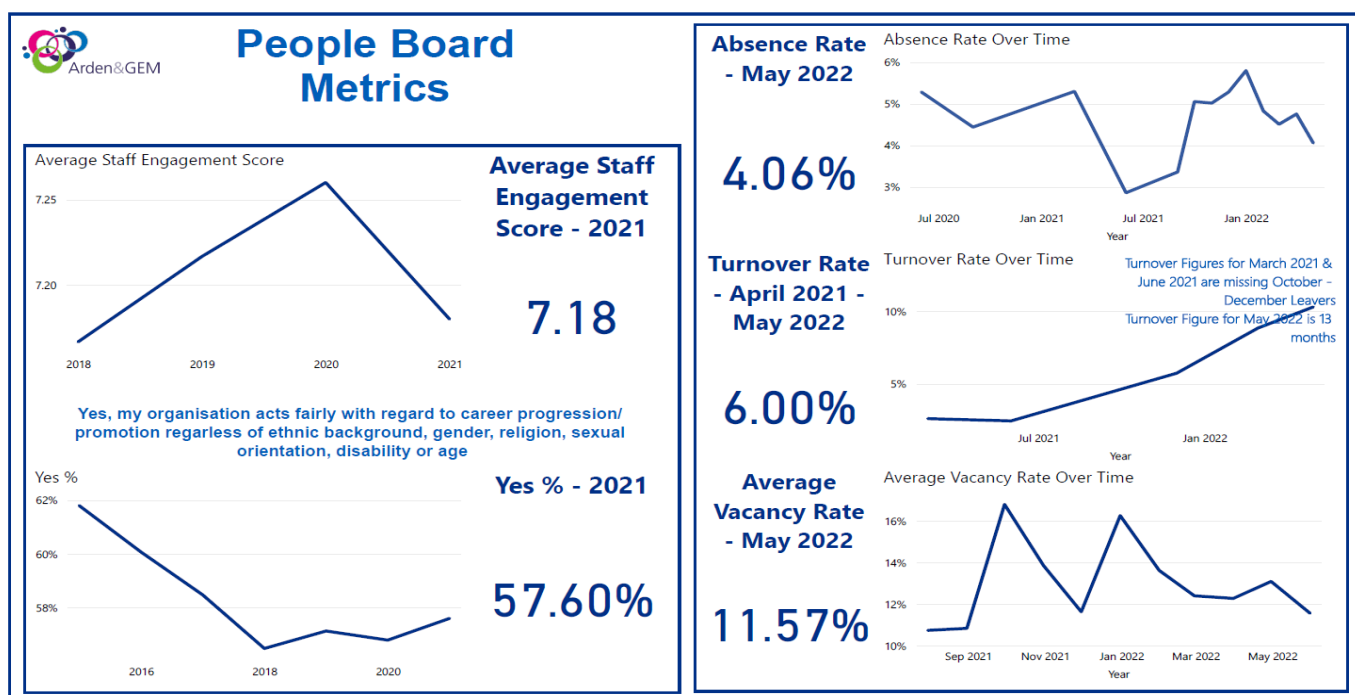 Arden&GEM
People Board
Metrics
Average Staff Engagement Score
7.25
7.20
2018 2019 2020 2021
Average Staff
Engagement
Score - 2021
7.18
Yes, my organisation acts fairly with regard to career progression/
promotion regarless of ethnic background, gender, religion, sexual
orientation, disability or age
Yes %
62%
60%
58%
2016 2018 2020
Yes % - 2021
57.60%
Absence Rate
- May 2022
4.06%
Absence Rate Over Time
6%
5%
4%
3%
Jul 2020 Jan 2021 Jul 2021 Jan 2022
Year
Turnover Rate
- April 2021 -
May 2022
6.00%
Turnover Rate Over Time
Turnover Figures for March 2021 &
June 2021 are missing October -
December Leavers
Turnover Figure for May 2022 is 13
months
10%
5%
Jul 2021 Jan 2022
Year
Average
Vacancy Rate
- May 2022
11.57%
Average Vacancy Rate Over Time
16%
14%
12%
10%
Sep 2021 Nov 2021 Jan 2022 Mar 2022 May 2022
Year